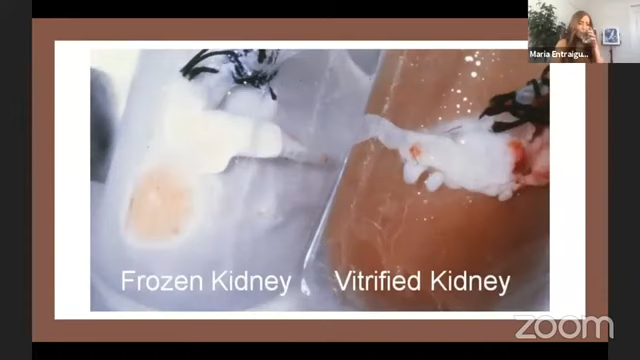 Maria Entraigu...
Frozen Kidney
Vitrified Kidney
zoom